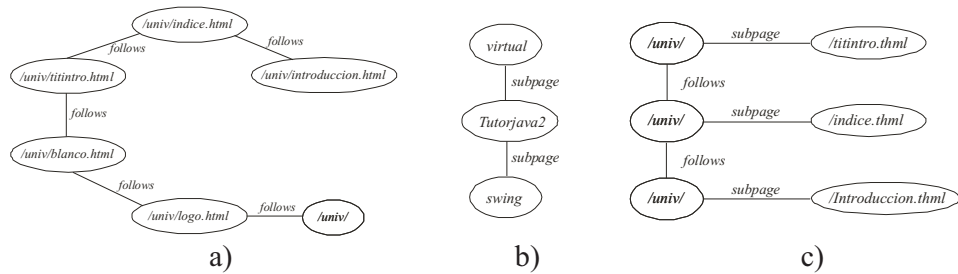 /univ/indice.html
follows
follows
/univ/titintro.html
/univ/introduccion.html
follows
/univ/blanco.html
follows
/univ/logo.html
follows
/univ/
a)
virtual
subpage
Tutorjava2
subpage
swing
b)
/univ/
subpage
/titintro.thml
follows
/univ/
subpage
/indice.thml
follows
/univ/
subpage
/Introduccion.thml
c)